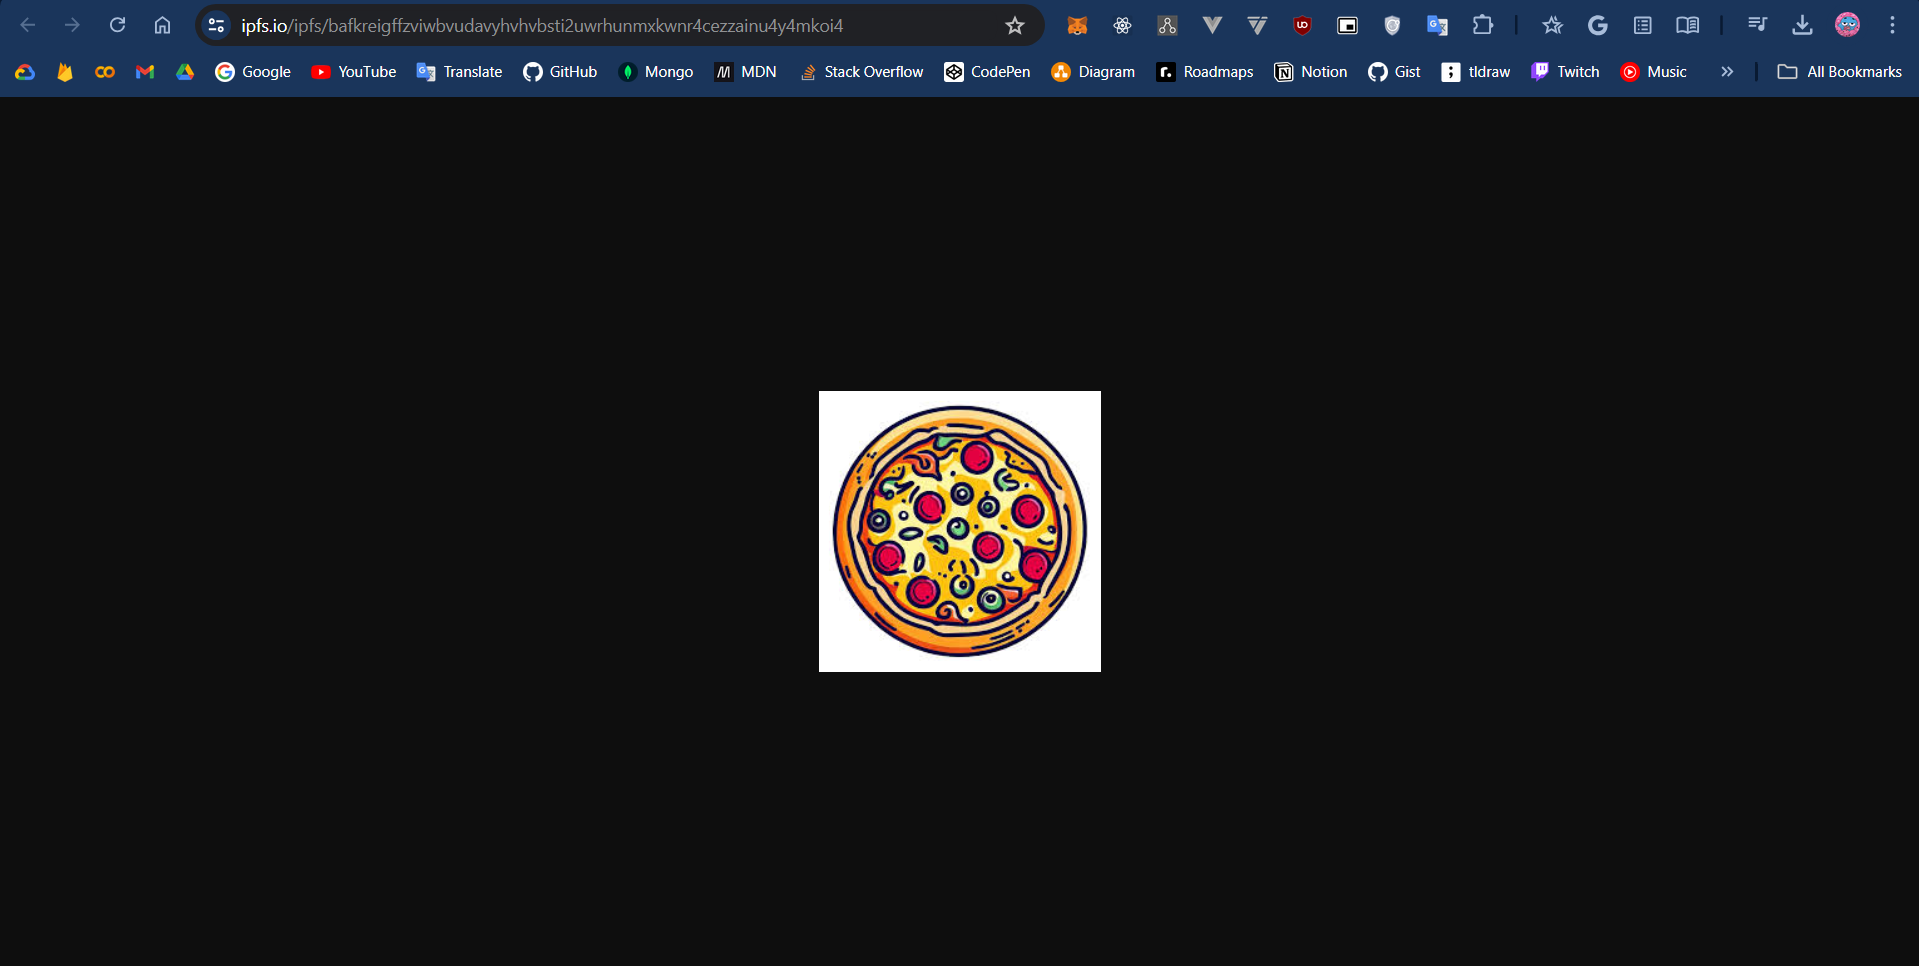 ipfs.io/ipfs/bafkreigffzviwbvudavyhvhvbsti2uwrhunmxkwnr4cezzainu4y4mkoi4
Google YouTube Translate GitHub Mongo MDN Stack Overflow CodePen Diagram Roadmaps Notion Gist tldraw Twitch Music » All Bookmarks